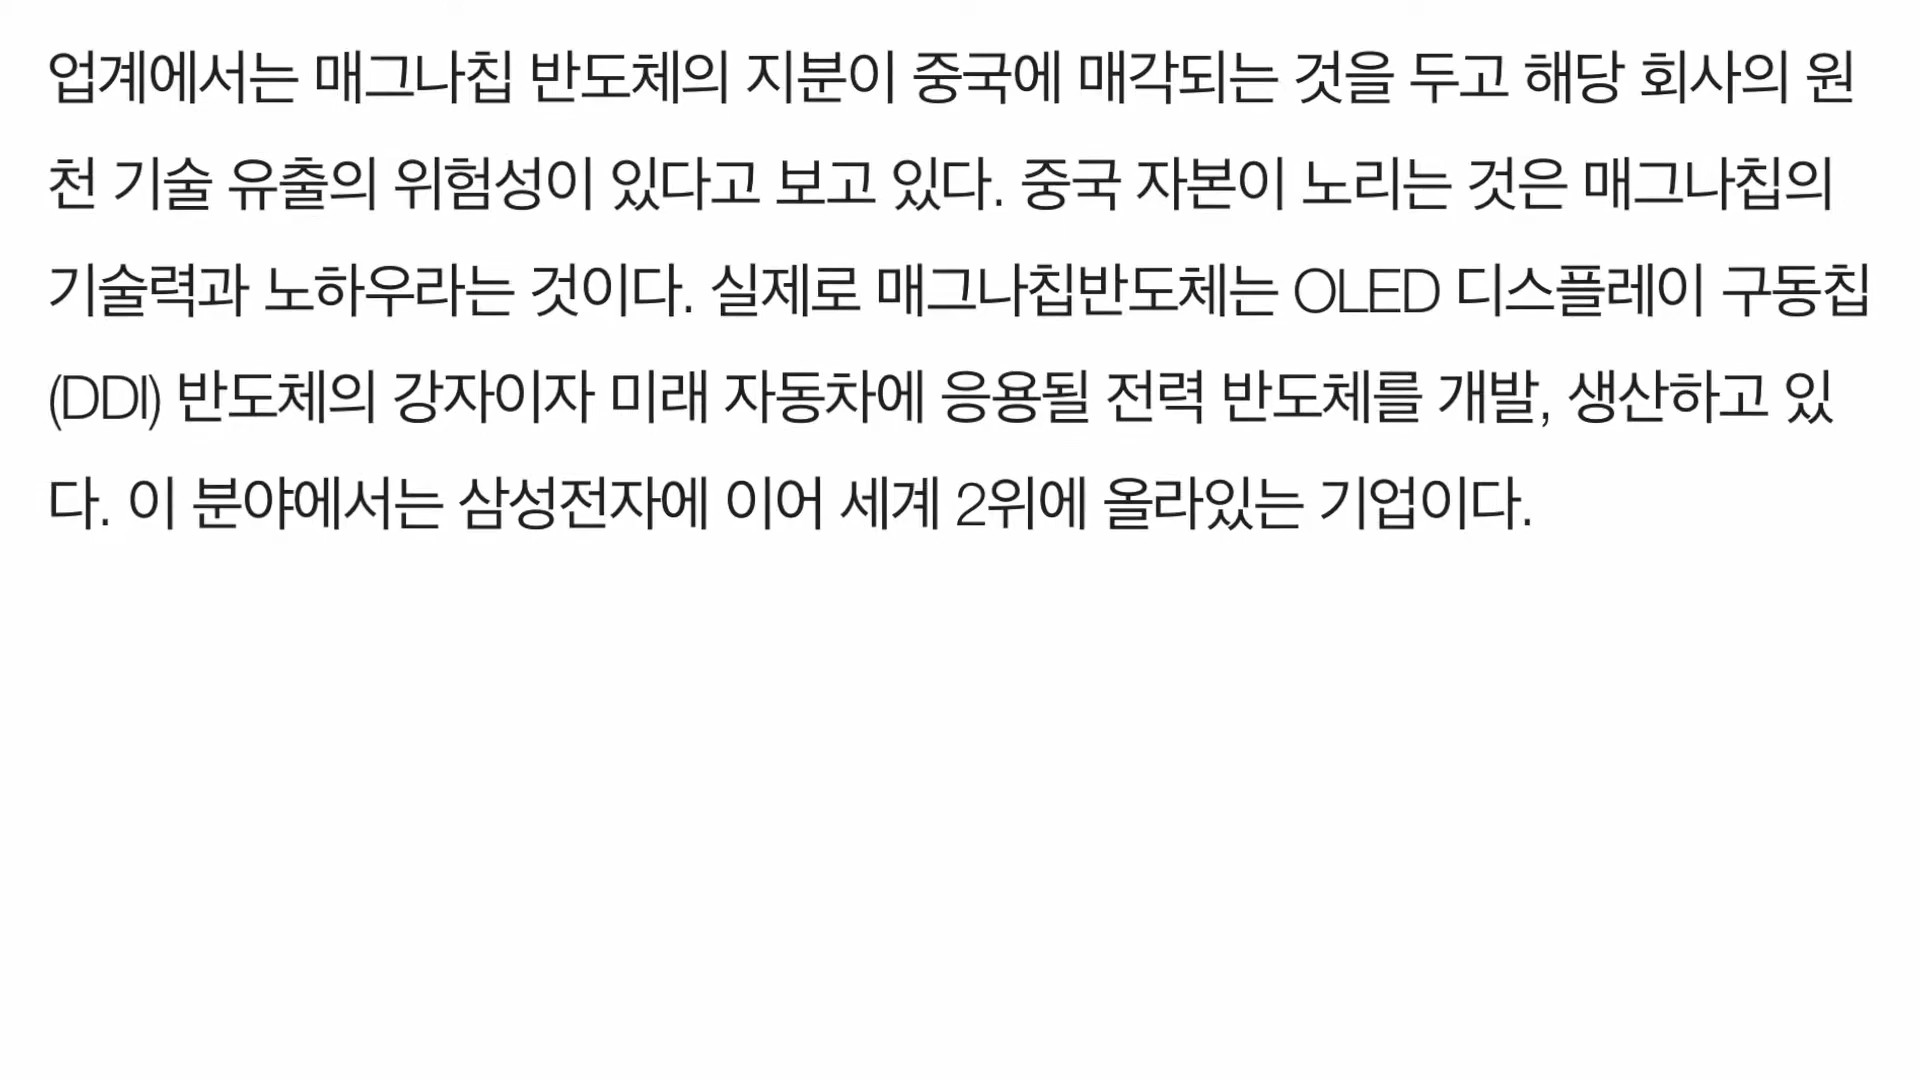 업계에서는 매그나칩 반도체의 지분이 중국에 매각되는 것을 두고 해당 회사의 원
천 기술 유출의 위험성이 있다고 보고 있다. 중국 자본이 노리는 것은 매그나칩의
기술력과 노하우라는 것이다. 실제로 매그나칩반도체는 OLED 디스플레이 구동칩
(DDI) 반도체의 강자이자 미래 자동차에 응용될 전력 반도체를 개발, 생산하고 있
다. 이 분야에서는 삼성전자에 이어 세계 2위에 올라있는 기업이다.